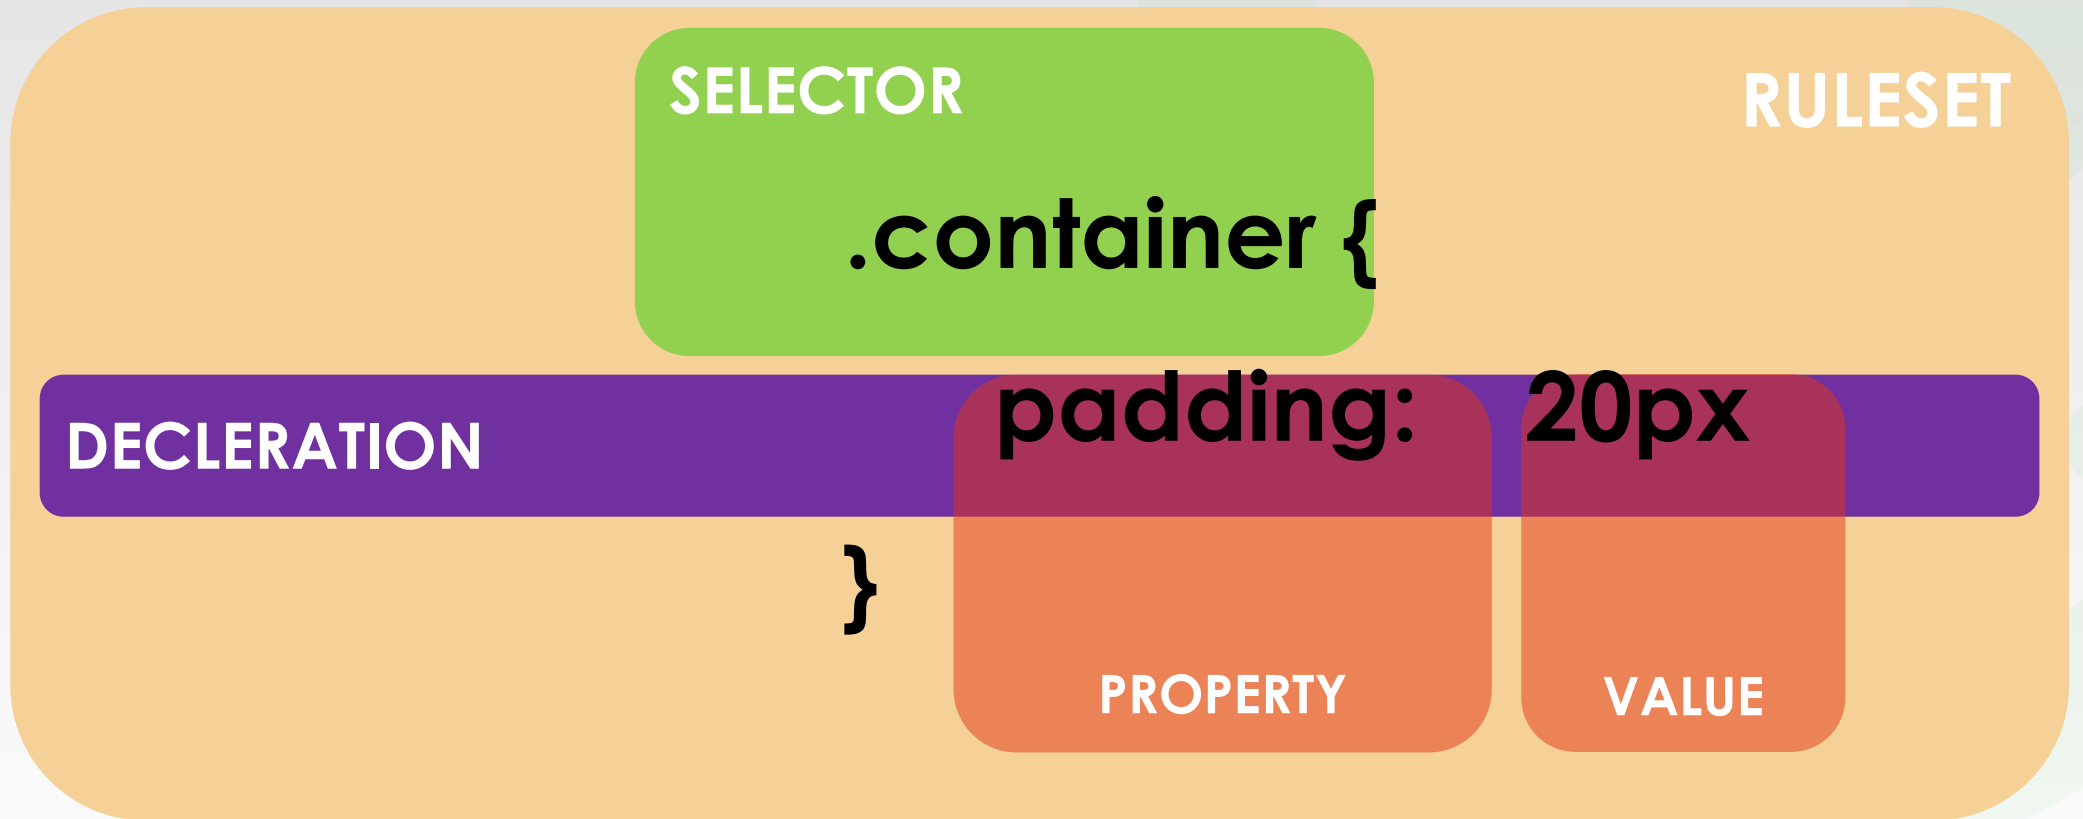 SELECTOR
RULESET
.container {
padding: 20px
DECLERATION
}
PROPERTY
VALUE